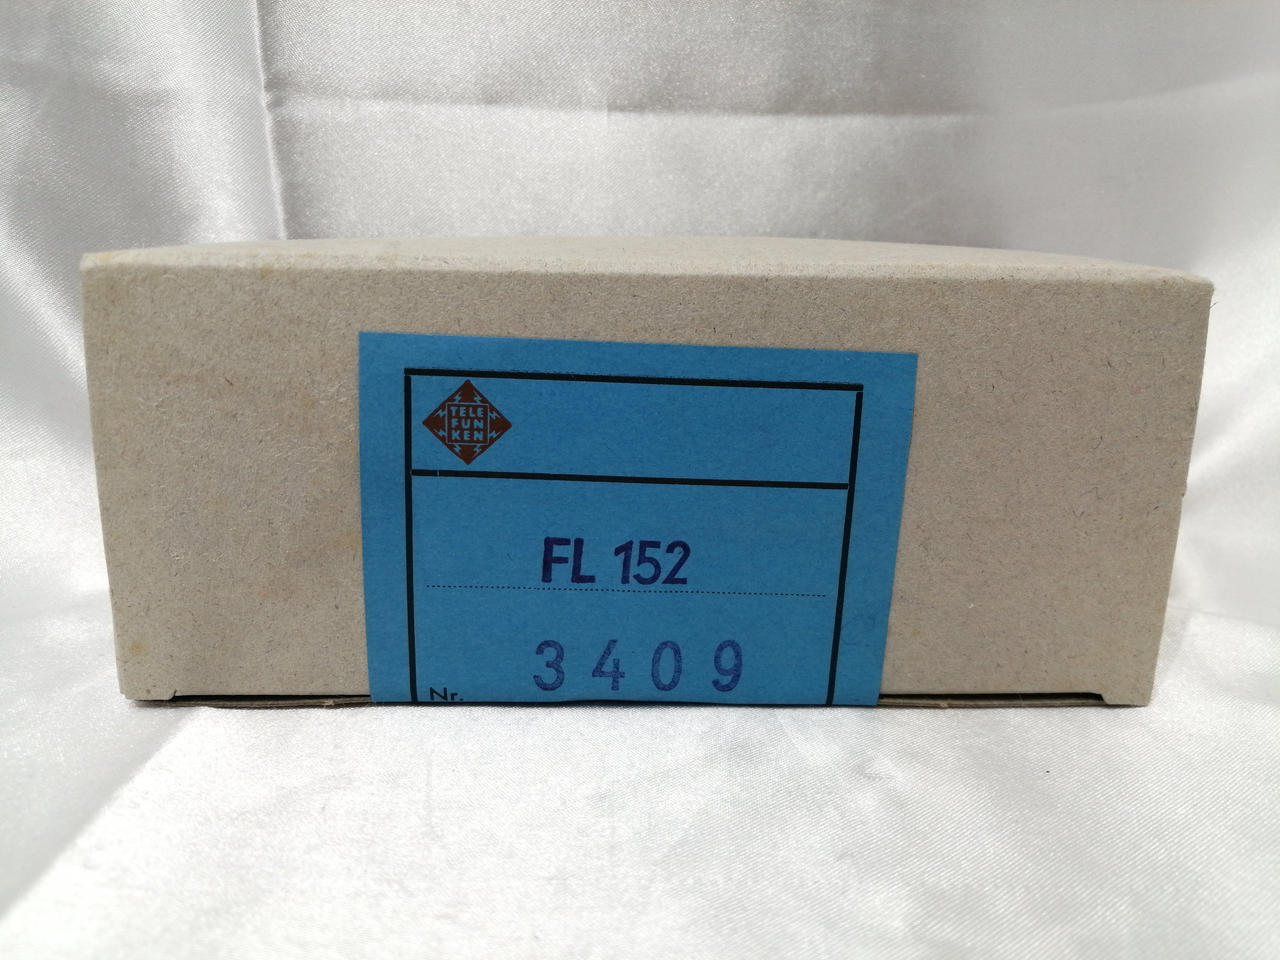 TELE
FUN
KEN
FL 152
3409
Nr.